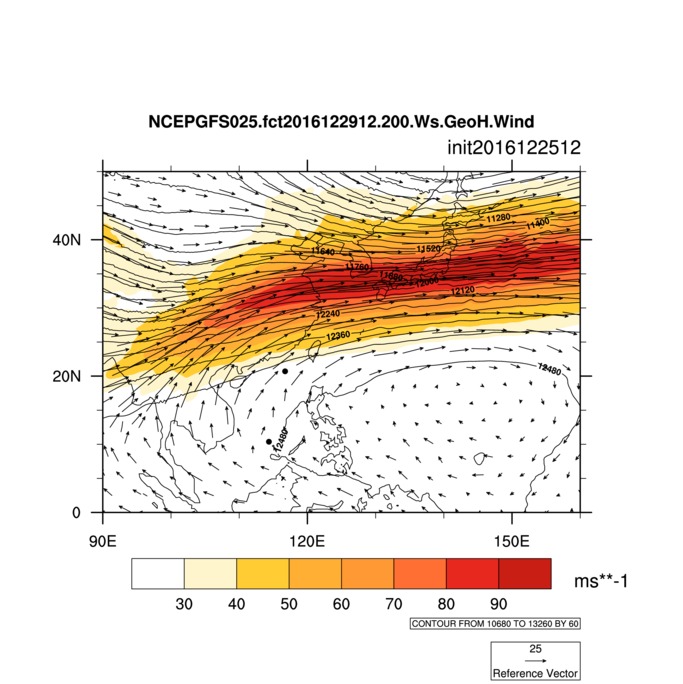 NCEPGFS025.fct2016122912.200.Ws.GeoH.Wind
init2016122512
11280
11400
40N
11640
11520
11760
11880
12000
12120
12240
12360
20N
12480
12480
0
90E 120E 150E
ms**-1
30 40 50 60 70 80 90
CONTOUR FROM 10680 TO 13260 BY 60
25
Reference Vector